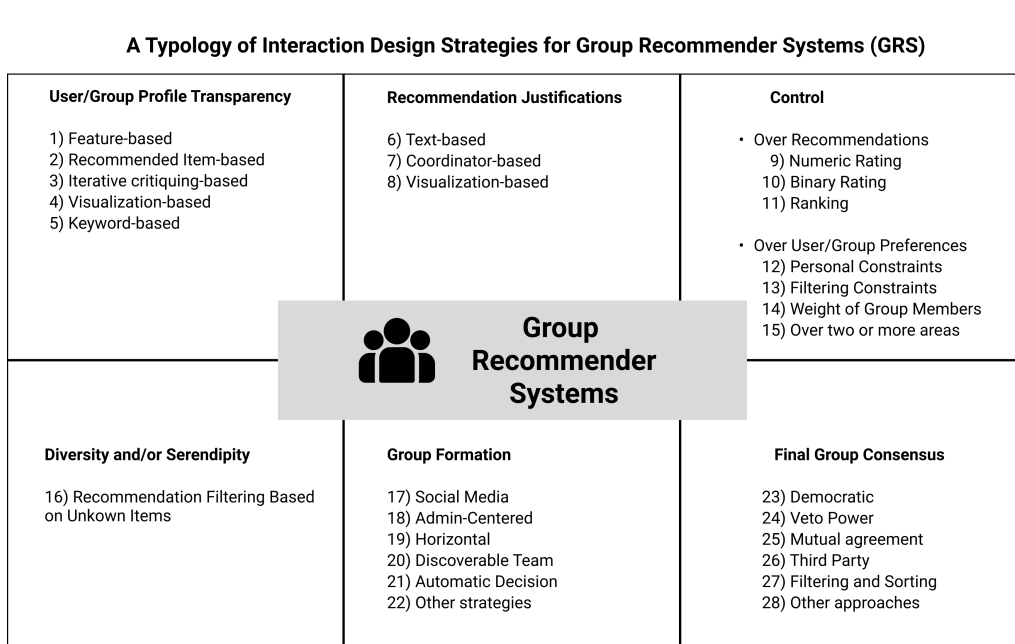 A Typology of Interaction Design Strategies for Group Recommender Systems (GRS)
User/Group Profile Transparency
1) Feature-based
2) Recommended Item-based
3) Iterative critiquing-based
4) Visualization-based
5) Keyword-based
Recommendation Justifications
6) Text-based
7) Coordinator-based
8) Visualization-based
Control
• Over Recommendations
9) Numeric Rating
10) Binary Rating
11) Ranking
• Over User/Group Preferences
12) Personal Constraints
13) Filtering Constraints
14) Weight of Group Members
15) Over two or more areas
Group
Recommender
Systems
Diversity and/or Serendipity
16) Recommendation Filtering Based
on Unkown Items
Group Formation
17) Social Media
18) Admin-Centered
19) Horizontal
20) Discoverable Team
21) Automatic Decision
22) Other strategies
Final Group Consensus
23) Democratic
24) Veto Power
25) Mutual agreement
26) Third Party
27) Filtering and Sorting
28) Other approaches